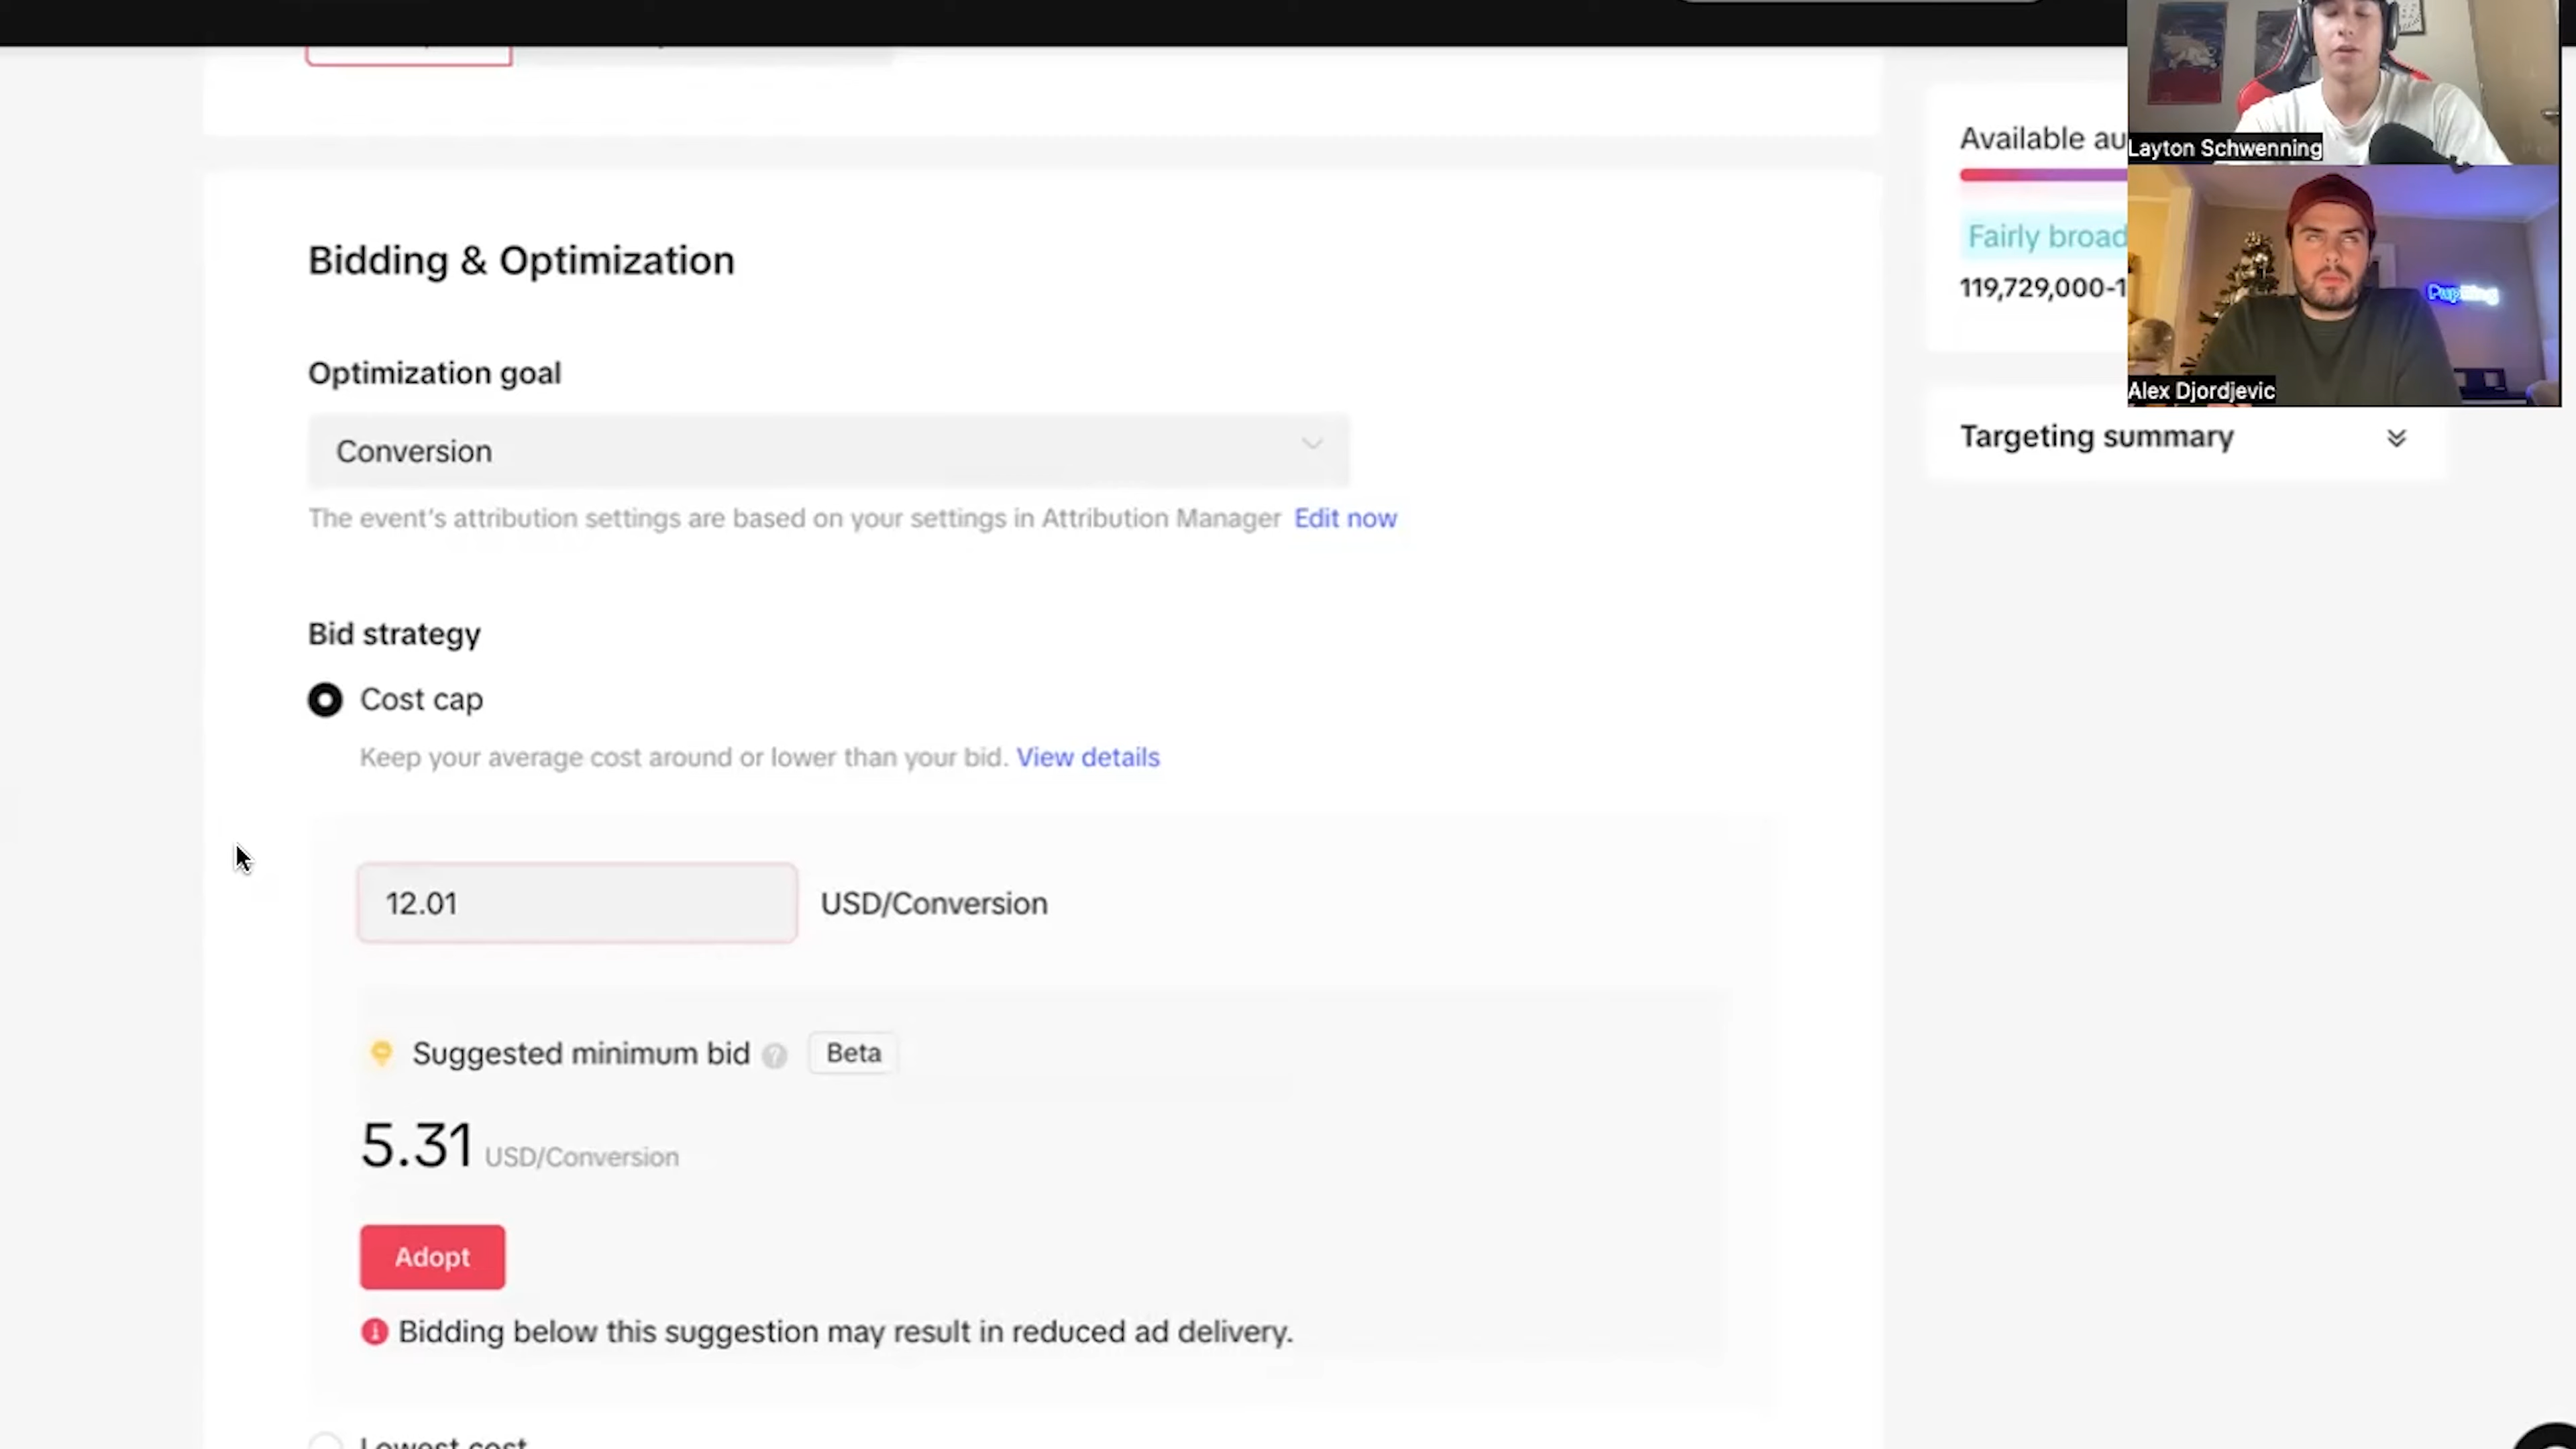 Bidding & Optimization
Optimization goal
Conversion
The event's attribution settings are based on your settings in Attribution Manager Edit now
Bid strategy
Cost cap
Keep your average cost around or lower than your bid. View details
12.01 USD/Conversion
Suggested minimum bid ? Beta
5.31 USD/Conversion
Adopt
Bidding below this suggestion may result in reduced ad delivery.
Lowest cost
Available au
Fairly broad
119,729,000-1
Targeting summary
Layton Schwenning
Alex Djordjevic